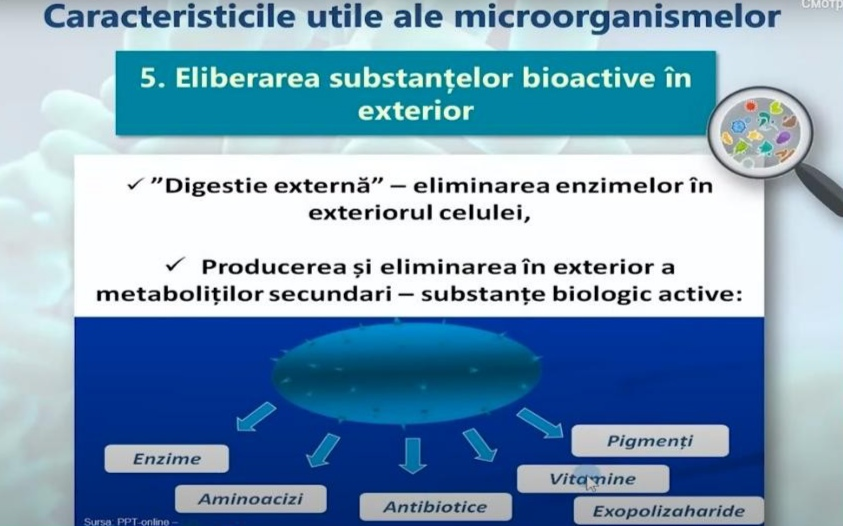 Caracteristicile utile ale microorganismelor
5. Eliberarea substanțelor bioactive în
exterior
✓ ”Digestie externă” – eliminarea enzimelor în
exteriorul celulei,
✓ Producerea și eliminarea în exterior a
metaboliților secundari – substanțe biologic active:
Enzime
Aminoacizi
Antibiotice
Vitamine
Pigmenți
Exopolizaharide
Sursa: PPT-online –